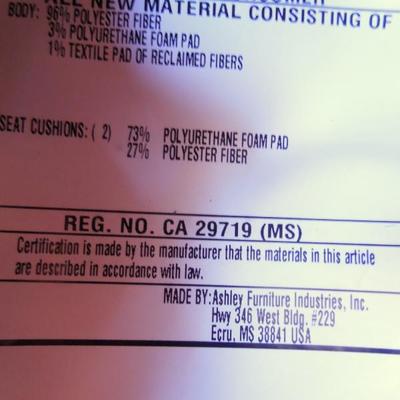 ALL NEW MATERIAL CONSISTING OF
BODY: 96% POLYESTER FIBER
3% POLYURETHANE FOAM PAD
1% TEXTILE PAD OF RECLAIMED FIBERS
SEAT CUSHIONS: ( 2) 73% POLYURETHANE FOAM PAD
27% POLYESTER FIBER
REG. NO. CA 29719 (MS)
Certification is made by the manufacturer that the materials in this article
are described in accordance with law.
MADE BY:Ashley Furniture Industries, Inc.
Hwy 346 West Bldg. #229
Ecru, MS 38841 USA